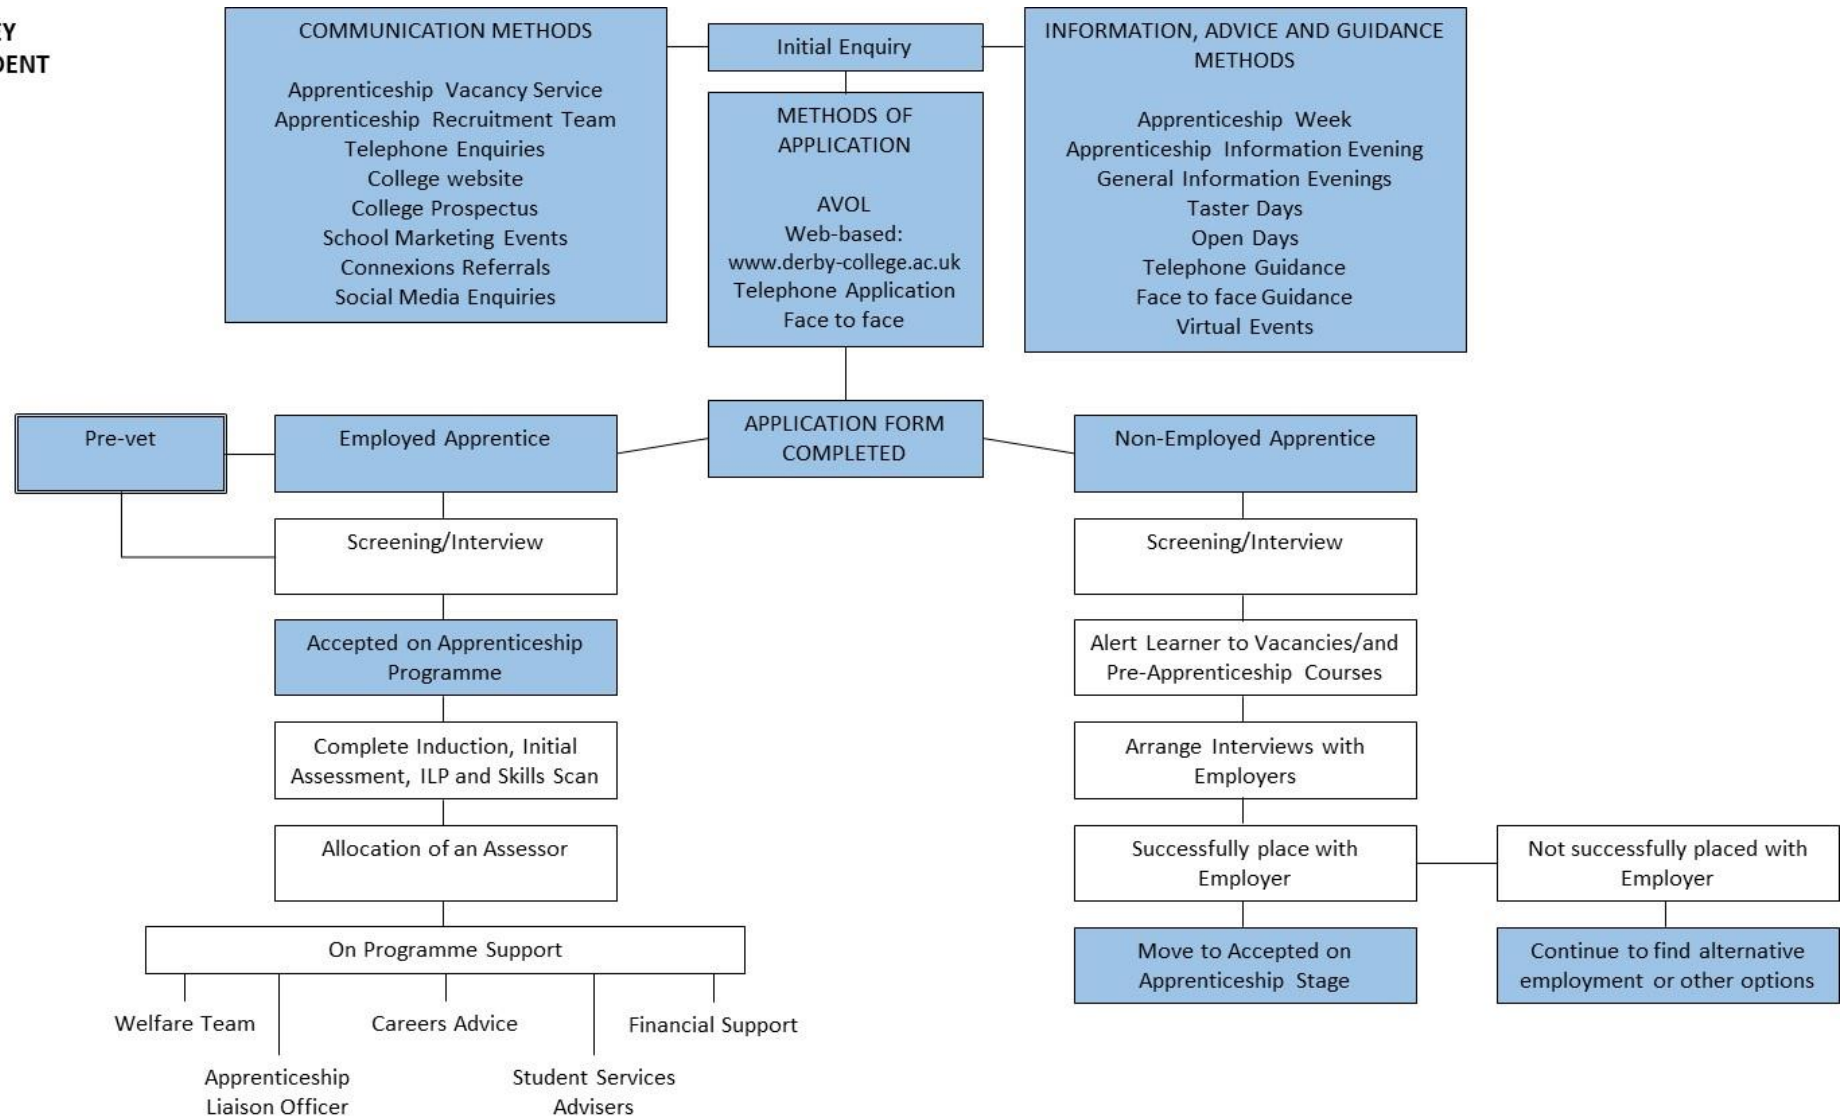 COMMUNICATION METHODS
Apprenticeship Vacancy Service
Apprenticeship Recruitment Team
Telephone Enquiries
College website
College Prospectus
School Marketing Events
Connexions Referrals
Social Media Enquiries
Initial Enquiry
METHODS OF
APPLICATION
AVOL
Web-based:
www.derby-college.ac.uk
Telephone Application
Face to face
INFORMATION, ADVICE AND GUIDANCE
METHODS
Apprenticeship Week
Apprenticeship Information Evening
General Information Evenings
Taster Days
Open Days
Telephone Guidance
Face to face Guidance
Virtual Events
APPLICATION FORM
COMPLETED
Pre-vet
Employed Apprentice
Screening/Interview
Accepted on Apprenticeship
Programme
Complete Induction, Initial
Assessment, ILP and Skills Scan
Allocation of an Assessor
On Programme Support
Welfare Team
Apprenticeship
Liaison Officer
Careers Advice
Student Services
Advisers
Financial Support
Non-Employed Apprentice
Screening/Interview
Alert Learner to Vacancies/and
Pre-Apprenticeship Courses
Arrange Interviews with
Employers
Successfully place with
Employer
Move to Accepted on
Apprenticeship Stage
Not successfully placed with
Employer
Continue to find alternative
employment or other options